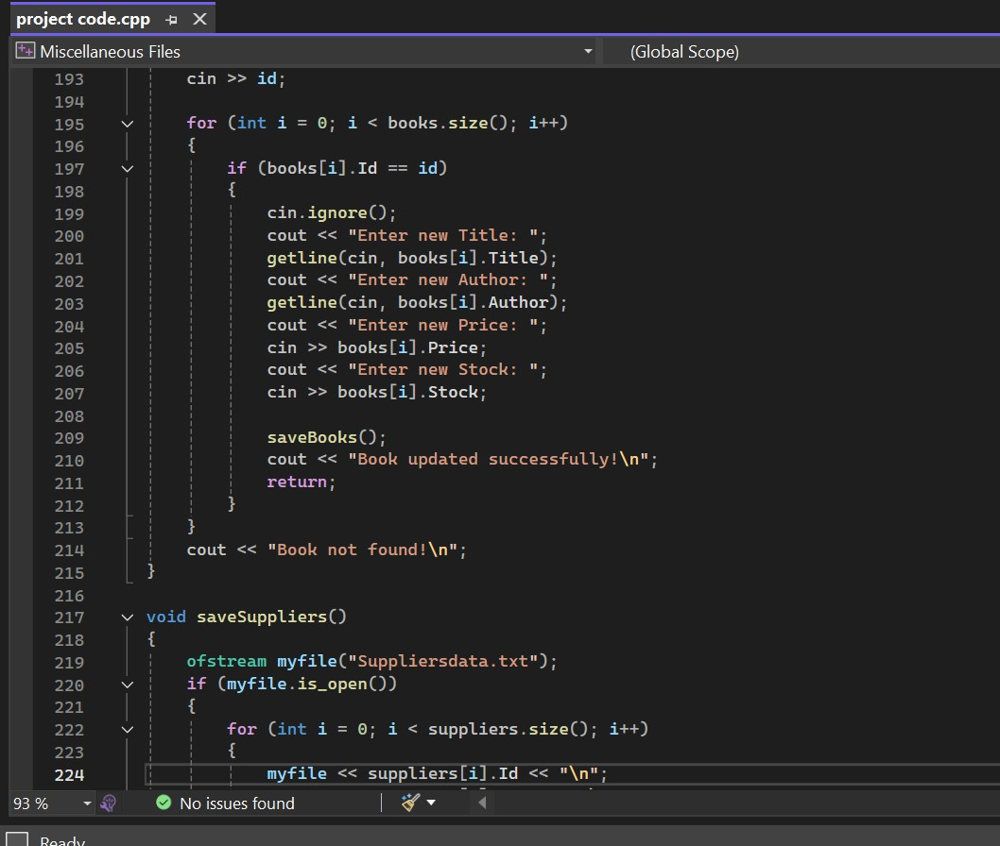 project code.cpp
Miscellaneous Files (Global Scope)
193 cin >> id;
194
195 for (int i = 0; i < books.size(); i++)
196 {
197 if (books[i].Id == id)
198 {
199 cin.ignore();
200 cout << "Enter new Title: ";
201 getline(cin, books[i].Title);
202 cout << "Enter new Author: ";
203 getline(cin, books[i].Author);
204 cout << "Enter new Price: ";
205 cin >> books[i].Price;
206 cout << "Enter new Stock: ";
207 cin >> books[i].Stock;
208
209 saveBooks();
210 cout << "Book updated successfully!\n";
211 return;
212 }
213 }
214 cout << "Book not found!\n";
215 }
216
217 void saveSuppliers()
218 {
219 ofstream myfile("Suppliersdata.txt");
220 if (myfile.is_open())
221 {
222 for (int i = 0; i < suppliers.size(); i++)
223 {
224 myfile << suppliers[i].Id << "\n";
93 % No issues found
Ready